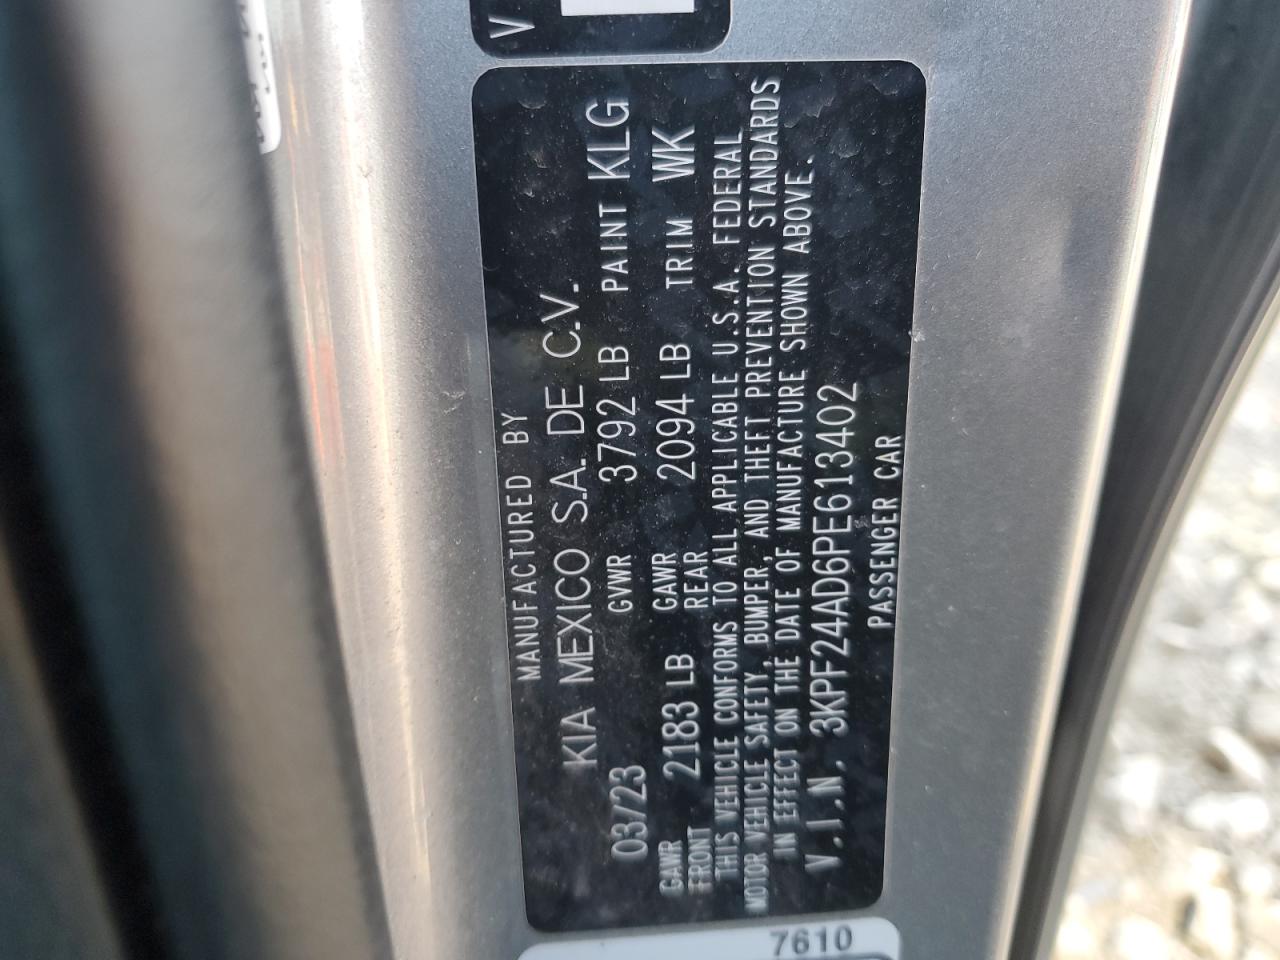 V
MANUFACTURED BY
KIA MEXICO S.A. DE C.V.
03/23 GVWR 3792 LB PAINT KLG
GAWR FRONT 2183 LB GAWR REAR 2094 LB TRIM WK
THIS VEHICLE CONFORMS TO ALL APPLICABLE U.S.A. FEDERAL
MOTOR VEHICLE SAFETY, BUMPER, AND THEFT PREVENTION STANDARDS
IN EFFECT ON THE DATE OF MANUFACTURE SHOWN ABOVE.
V.I.N. 3KPF24AD6PE613402
PASSENGER CAR
7610